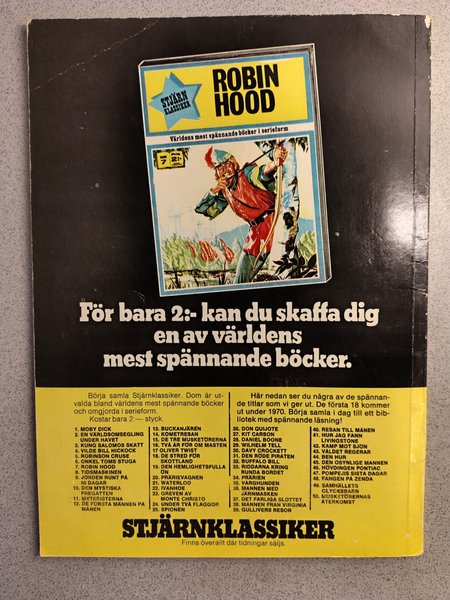 STJÄRN
KLASSIKER
ROBIN
HOOD
Världens mest spännande böcker i serieform
NR 7
Pris 2:-
För bara 2:- kan du skaffa dig
en av världens
mest spännande böcker.
Börja samla Stjärnklassiker. Dom är ut-
valda bland världens mest spännande böcker
och omgjorda i serieform.
Kostar bara 2:— styck.
Här nedan ser du några av de spännan-
de titlar som vi ger ut. De första 18 kommer
ut under 1970. Börja samla i dag till ett bib-
liotek med spännande läsning!
1. MOBY DICK
2. EN VÄRLDSOMSEGLING
UNDER HAVET
3. KUNG SALOMOS SKATT
4. VILDE BILL HICKOCK
5. ROBINSON CRUSOE
6. ONKEL TOMS STUGA
7. ROBIN HOOD
8. TIDSMASKINEN
9. JORDEN RUNT PÅ
80 DAGAR
10. DEN MYSTISKA
FREGATTEN
11. MYTERISTERNA
12. DE FÖRSTA MÄNNEN PÅ
MÅNEN
13. BUCKANJÄREN
14. KOMETRESAN
15. DE TRE MUSKETÖRERNA
16. TVÅ ÅR FÖR OM MASTEN
17. OLIVER TWIST
18. DE STRED FÖR
SKOTTLAND
19. DEN HEMLIGHETSFULLA
ÖN
20. PRÄRIEVAGNEN
21. WATERLOO
22. IVANHOE
23. GREVEN AV
MONTE CHRISTO
24. UNDER TVÅ FLAGGOR
25. SPIONEN
26. DON QUIJOTE
27. KIT CARSON
28. DANIEL BOONE
29. WILHELM TELL
30. DAVY CROCKETT
31. DEN RÖDE PIRATEN
32. BUFFALO BILL
33. RIDDARNA KRING
RUNDA BORDET
34. PRÄRIEN
35. VARGHUNDEN
36. MANNEN MED
JÄRNMASKEN
37. DET FARLIGA SLOTTET
38. MANNEN FRÅN VIRGINIA
39. GULLIVERS RESOR
40. RESAN TILL MÅNEN
41. HUR JAG FANN
LIVINGSTONE
42. KAMP MOT SJÖN
43. VÅLDET REGERAR
44. BEN HUR
45. DEN OSYNLIGE MANNEN
46. HÖVDINGEN PONTIAC
47. POMPEJIS SISTA DAGAR
48. FÅNGEN PÅ ZENDA
49. SAMHÄLLETS
OLYCKSBARN
50. MUSKETÖRERNAS
ÅTERKOMST
STJÄRNKLASSIKER
Finns överallt där tidningar säljs.